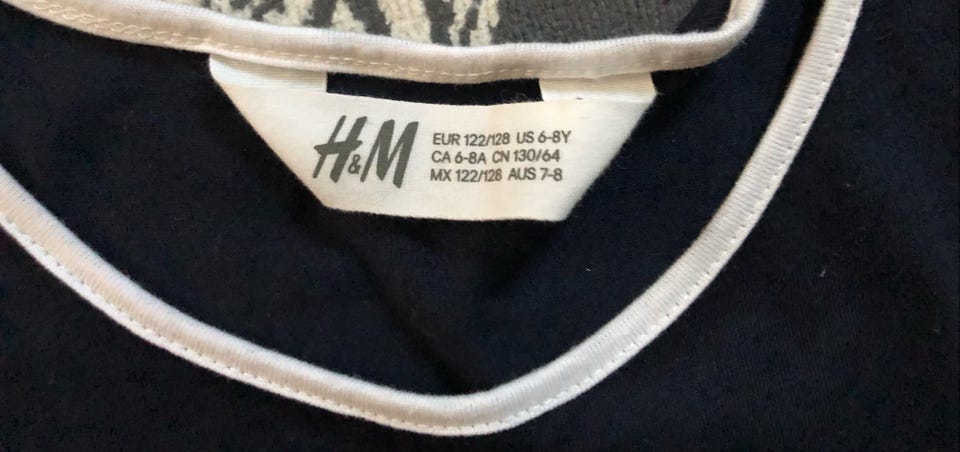 H&M
EUR 122/128 US 6-8Y
CA 6-8A CN 130/64
MX 122/128 AUS 7-8